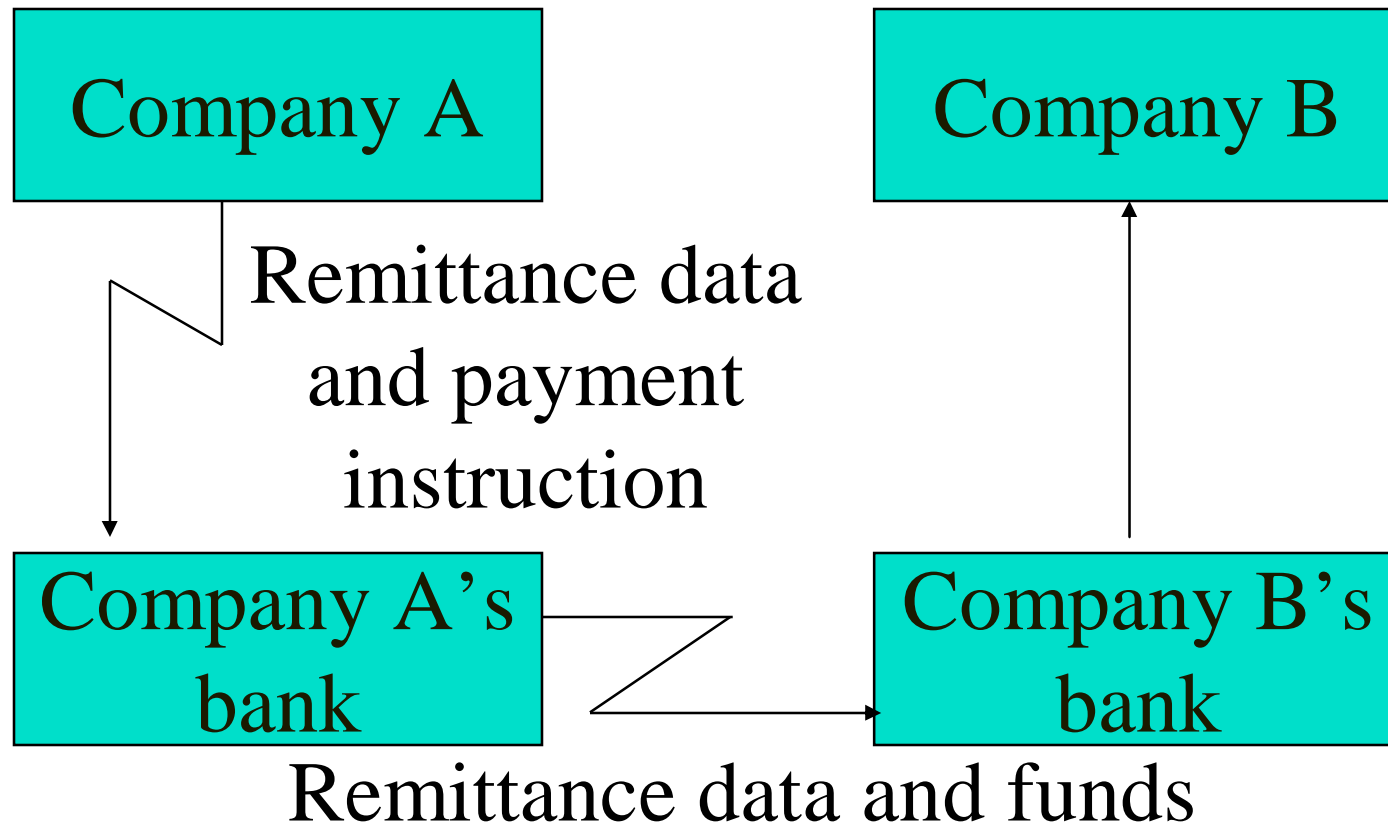 Company A
Company B
Remittance data
and payment
instruction
Company A’s
bank
Company B’s
bank
Remittance data and funds